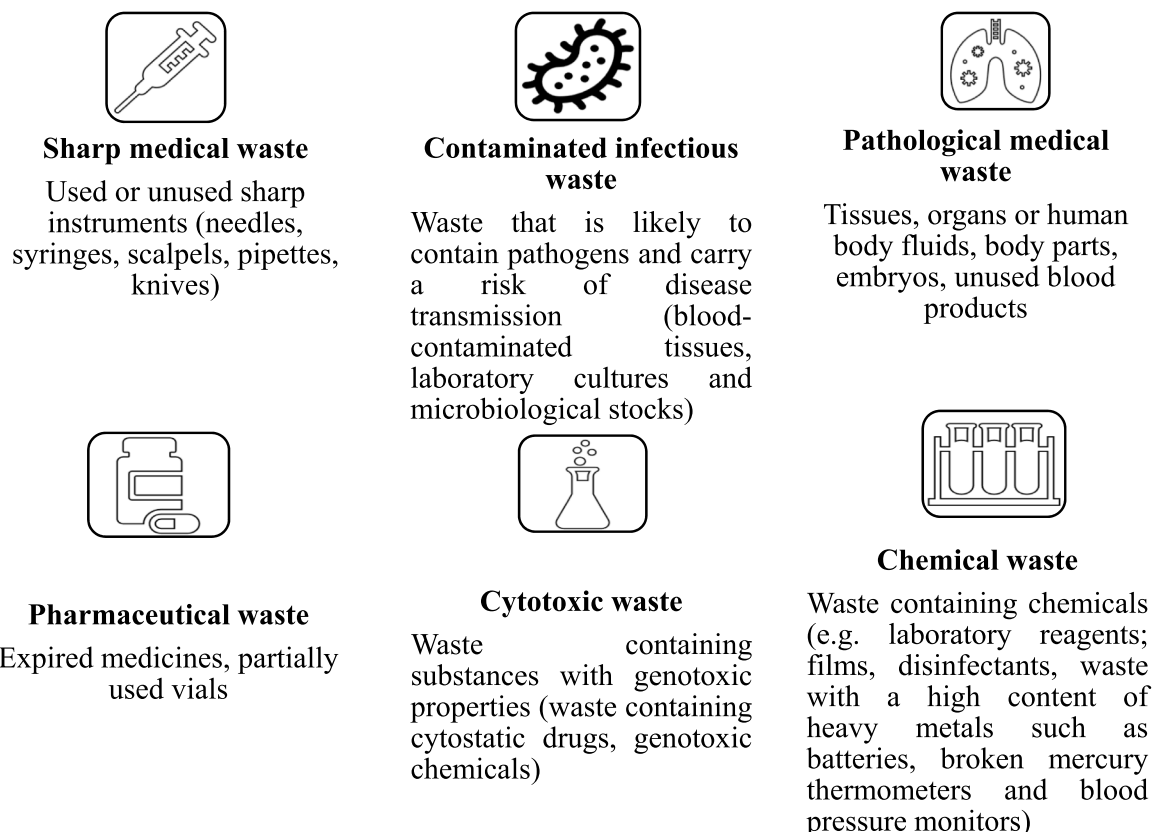 Sharp medical waste
Used or unused sharp
instruments (needles,
syringes, scalpels, pipettes,
knives)
Contaminated infectious
waste
Waste that is likely to
contain pathogens and carry
a risk of disease
transmission (blood-
contaminated tissues,
laboratory cultures and
microbiological stocks)
Pathological medical
waste
Tissues, organs or human
body fluids, body parts,
embryos, unused blood
products
Pharmaceutical waste
Expired medicines, partially
used vials
Cytotoxic waste
Waste containing
substances with genotoxic
properties (waste containing
cytostatic drugs, genotoxic
chemicals)
Chemical waste
Waste containing chemicals
(e.g. laboratory reagents;
films, disinfectants, waste
with a high content of
heavy metals such as
batteries, broken mercury
thermometers and blood
pressure monitors)